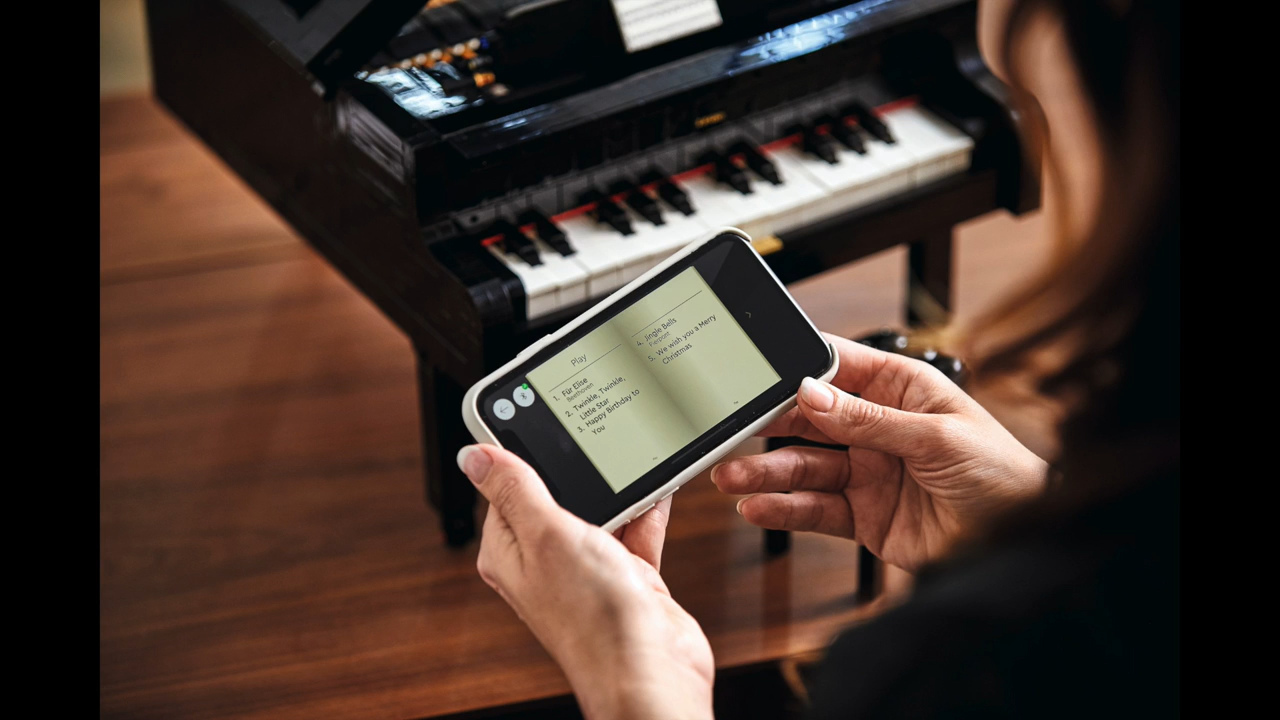 Play
1. Für Elise
Beethoven
2. Twinkle, Twinkle,
Little Star
3. Happy Birthday to
You
4. Jingle Bells
Pierpont
5. We wish you a Merry
Christmas